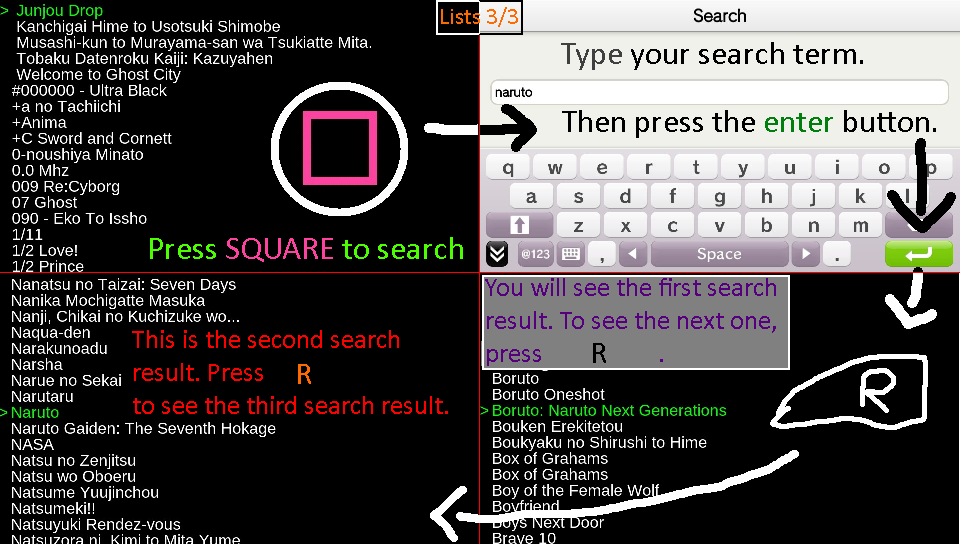 > Junjou Drop
Kanchigai Hime to Usotsuki Shimobe
Musashi-kun to Murayama-san wa Tsukiatte Mita.
Tobaku Datenroku Kaiji: Kazuyahen
Welcome to Ghost City
#000000 - Ultra Black
+a no Tachiichi
+Anima
+C Sword and Cornett
0-noushiya Minato
0.0 Mhz
009 Re:Cyborg
07 Ghost
090 - Eko To Issho
1/11
1/2 Love!
1/2 Prince
Press SQUARE to search
Lists 3/3
Search
Type your search term.
naruto
Then press the enter button.
q w e r t y u i o p
a s d f g h j k l
z x c v b n m
@123 , Space .
You will see the first search
result. To see the next one,
press R .
R
Boruto
Boruto Oneshot
> Boruto: Naruto Next Generations
Bouken Erekitetou
Boukyaku no Shirushi to Hime
Box of Grahams
Box of Grahams
Boy of the Female Wolf
Boyfriend
Boys Next Door
Brave 10
Nanatsu no Taizai: Seven Days
Nanika Mochigatte Masuka
Nanji, Chikai no Kuchizuke wo...
Naqua-den
Narakunoadu
Narsha
Narue no Sekai
Narutaru
> Naruto
Naruto Gaiden: The Seventh Hokage
NASA
Natsu no Zenjitsu
Natsu wo Oboeru
Natsume Yuujinchou
Natsumeki!!
Natsuyuki Rendez-vous
Natsuzora ni, Kimi to Mita Yume
This is the second search
result. Press R
to see the third search result.